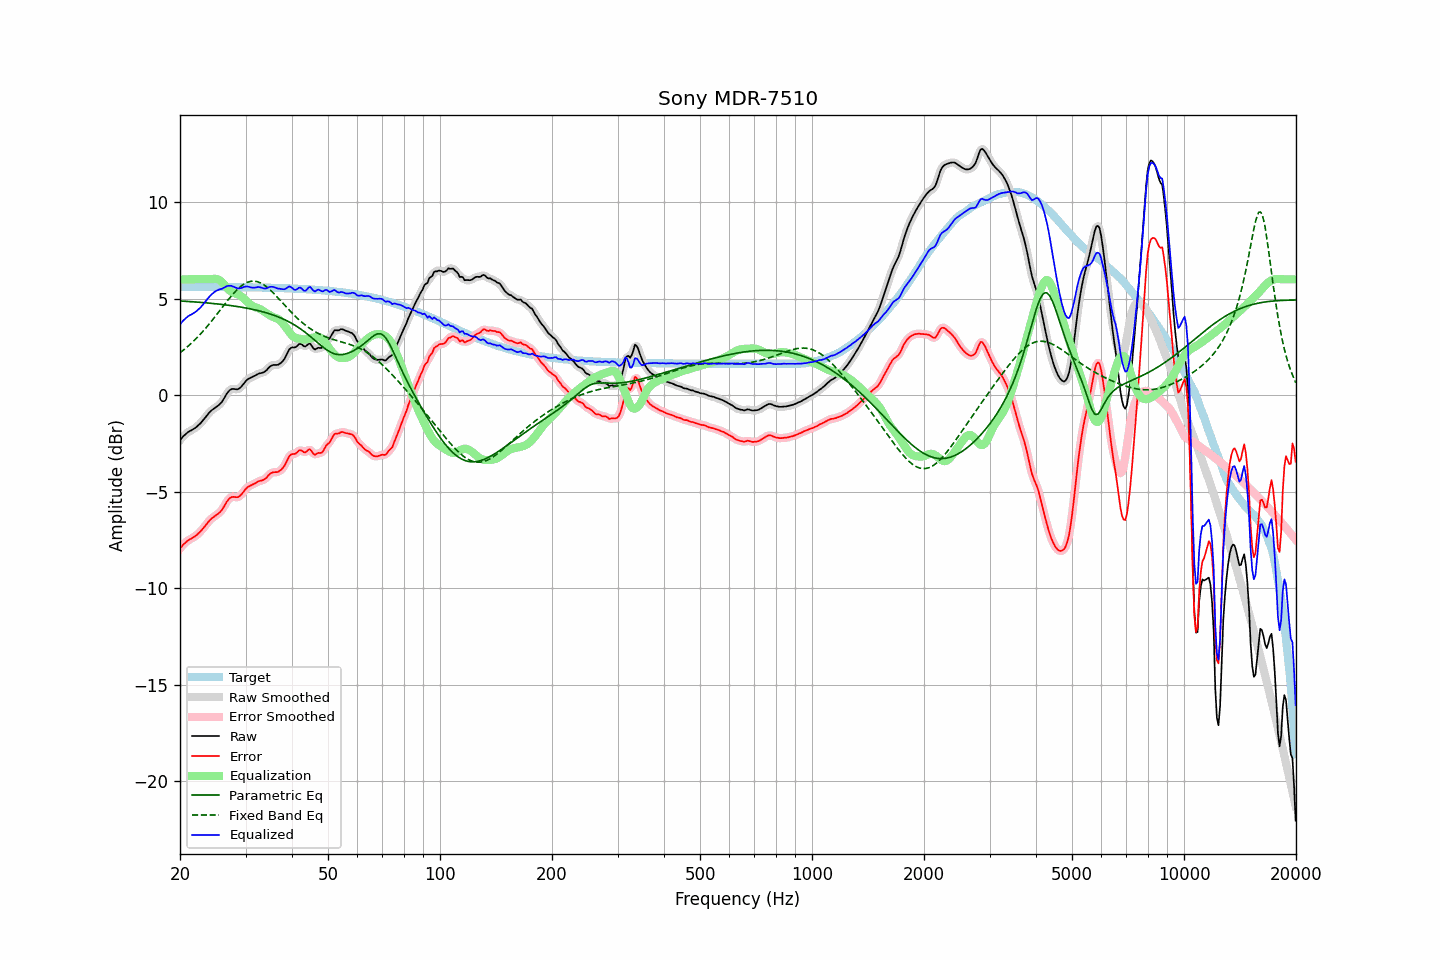 Sony MDR-7510
Amplitude (dBr)
10
5
0
−5
−10
−15
−20
Target
Raw Smoothed
Error Smoothed
Raw
Error
Equalization
Parametric Eq
Fixed Band Eq
Equalized
20 50 100 200 500 1000 2000 5000 10000 20000
Frequency (Hz)